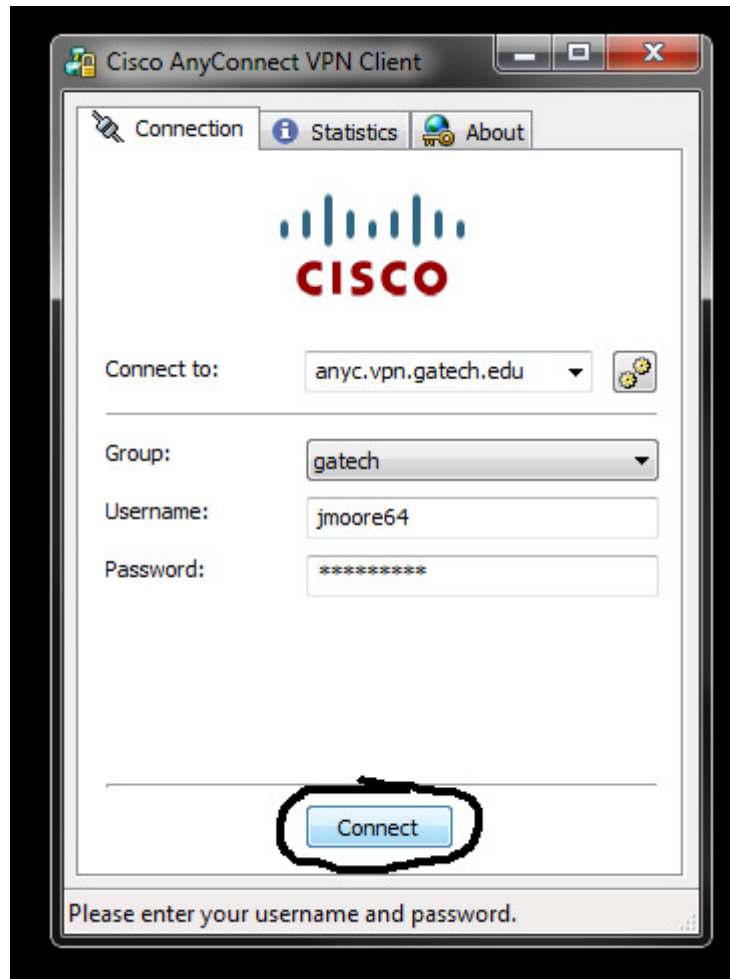 Cisco AnyConnect VPN Client
Connection Statistics About
CISCO
Connect to: anyc.vpn.gatech.edu
Group: gatech
Username: jmoore64
Password: *********
Connect
Please enter your username and password.